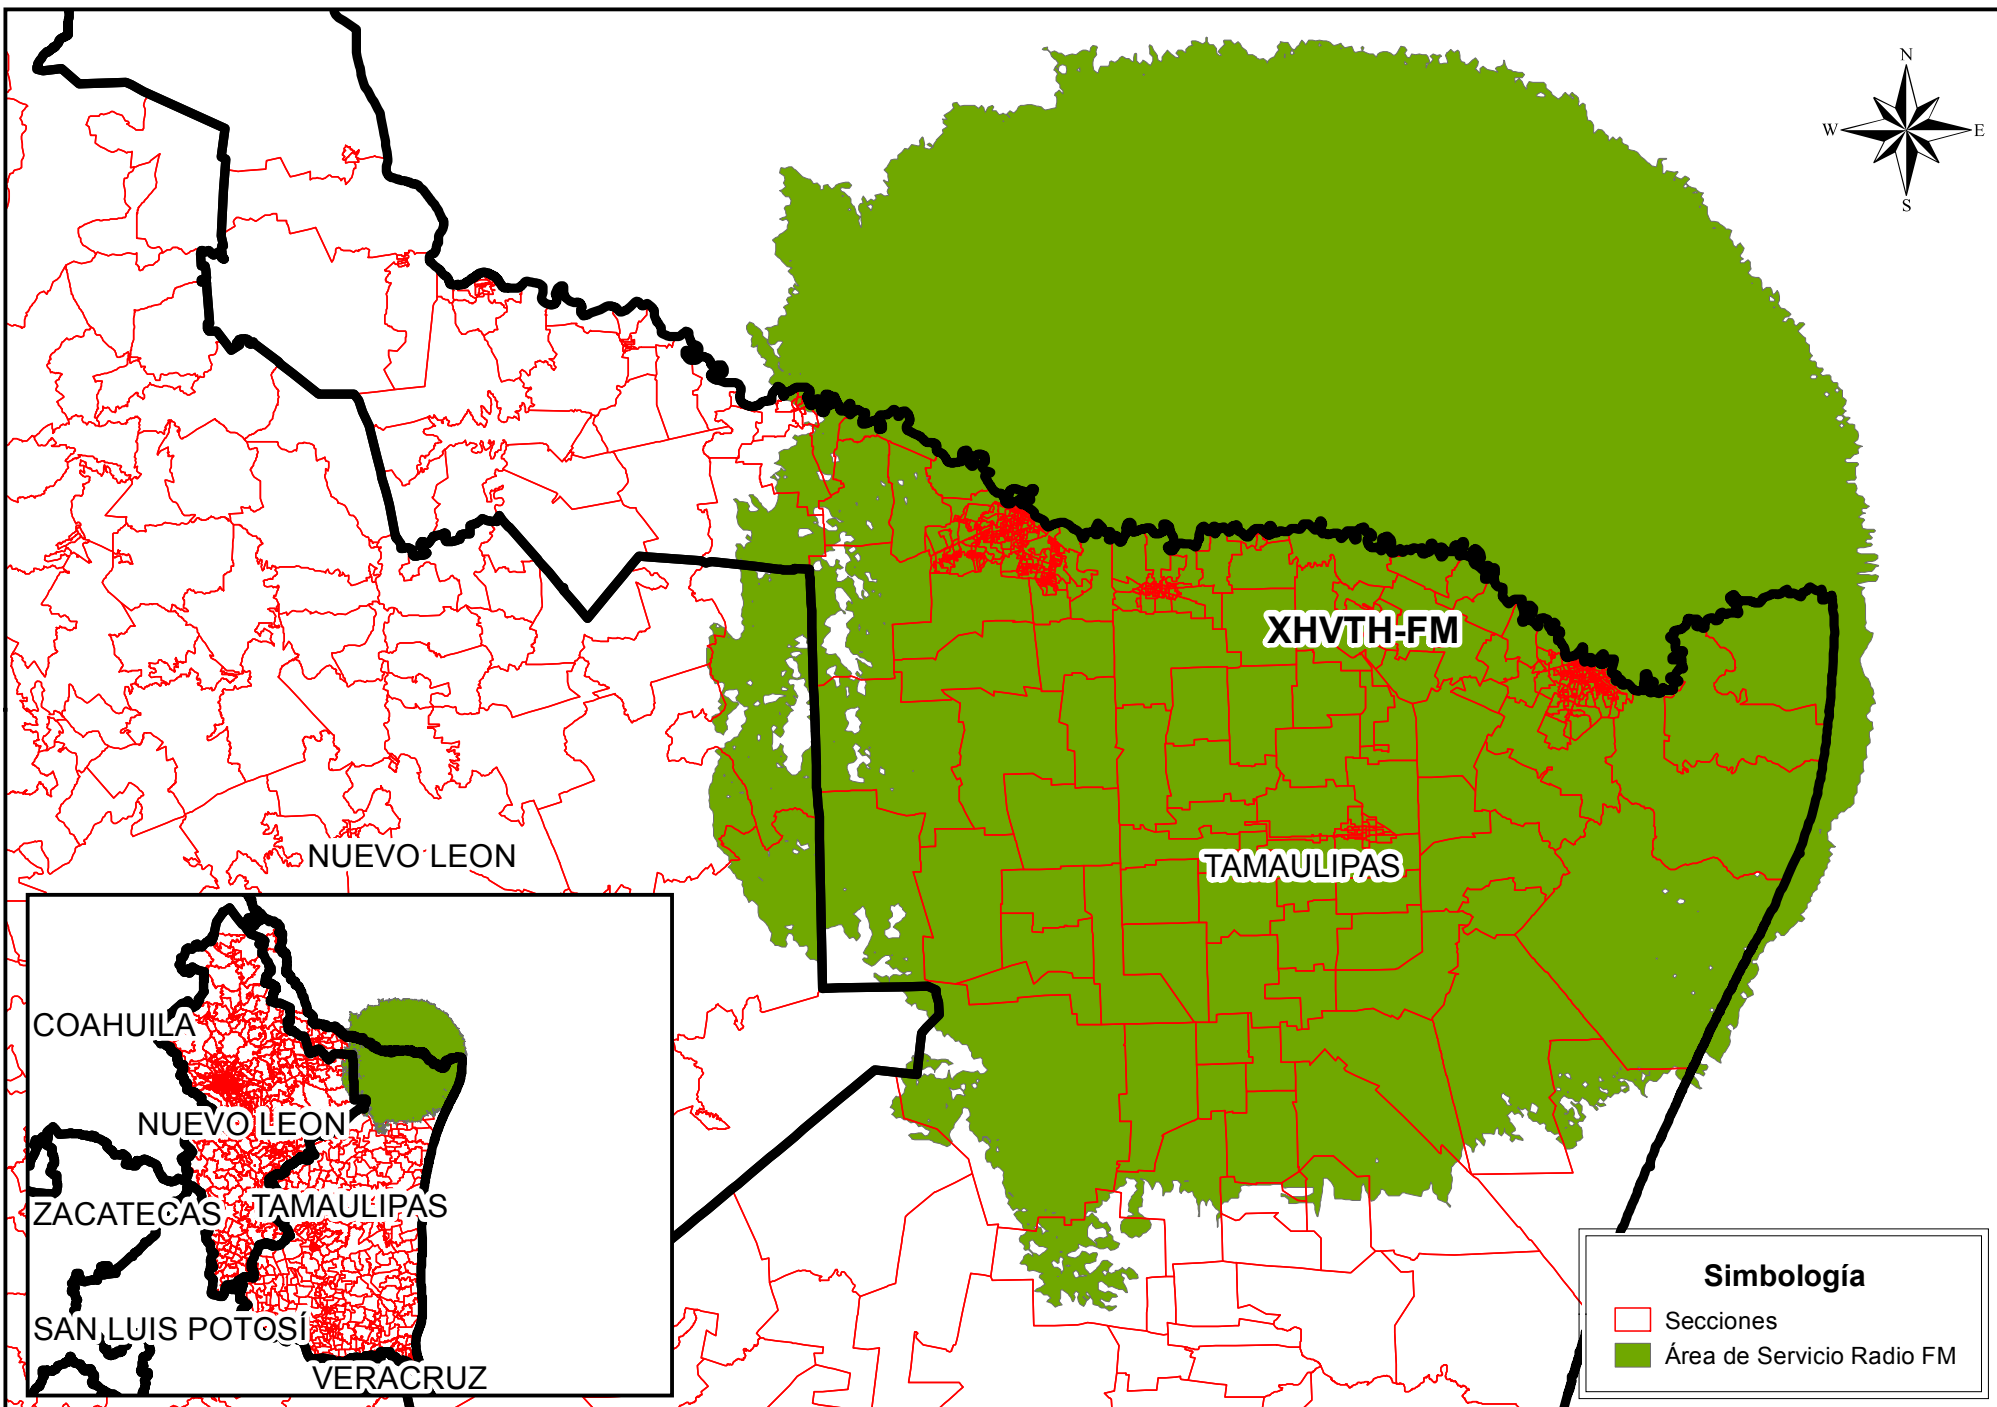 N
W E
S
XHVTH-FM
NUEVO LEON
TAMAULIPAS
COAHUILA
NUEVO LEON
ZACATECAS
TAMAULIPAS
SAN LUIS POTOSÍ
VERACRUZ
Simbología
Secciones
Área de Servicio Radio FM